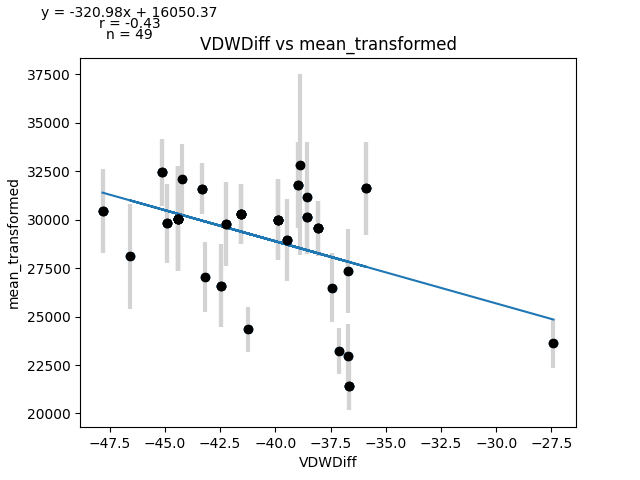 y = -320.98x + 16050.37
r = -0.43
n = 49
VDWDiff vs mean_transformed
37500
35000
32500
30000
27500
25000
22500
20000
mean_transformed
−47.5 −45.0 −42.5 −40.0 −37.5 −35.0 −32.5 −30.0 −27.5
VDWDiff